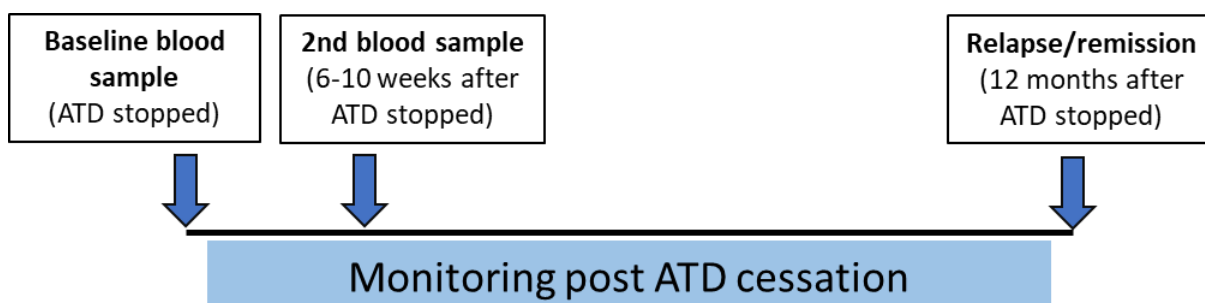 Baseline blood
sample
(ATD stopped)
2nd blood sample
(6-10 weeks after
ATD stopped)
Relapse/remission
(12 months after
ATD stopped)
Monitoring post ATD cessation